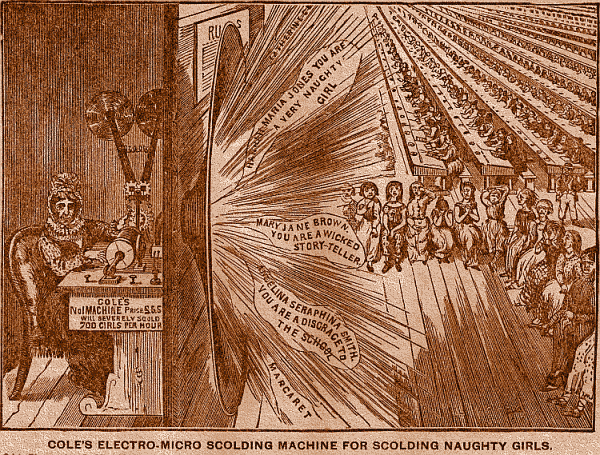 MARIA JONES YOU ARE
A VERY NAUGHTY
GIRL
MARY JANE BROWN,
YOU ARE A WICKED
STORY-TELLER
SERAPHINA SMITH,
YOU ARE A DISGRACE TO
THE SCHOOL
MARGARET
COLE'S
No1 MACHINE PRICE
WILL SEVERELY SCOLD
700 GIRLS PER HOUR
COLE'S ELECTRO-MICRO SCOLDING MACHINE FOR SCOLDING NAUGHTY GIRLS.